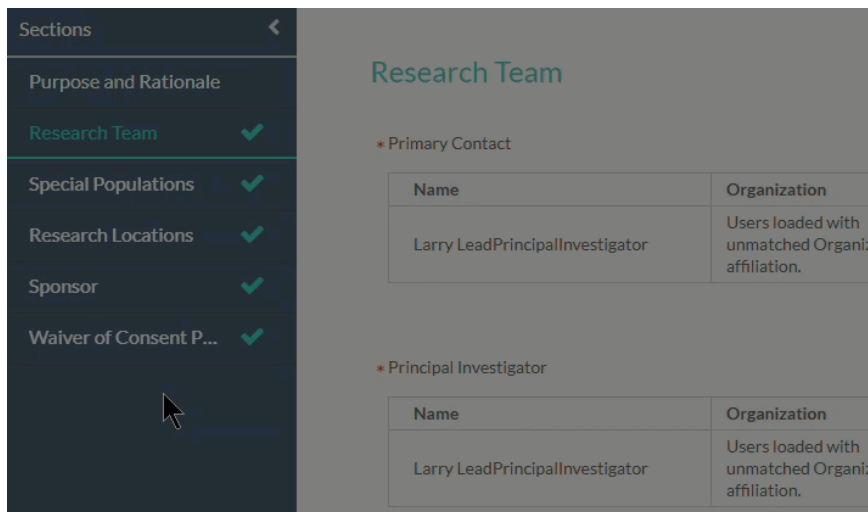 Sections
Purpose and Rationale
Research Team
Special Populations
Research Locations
Sponsor
Waiver of Consent P...
Research Team
* Primary Contact
Name Organization
Larry LeadPrincipalInvestigator Users loaded with
unmatched
affiliation.
* Principal Investigator
Name Organization
Larry LeadPrincipalInvestigator Users loaded with
unmatched
affiliation.